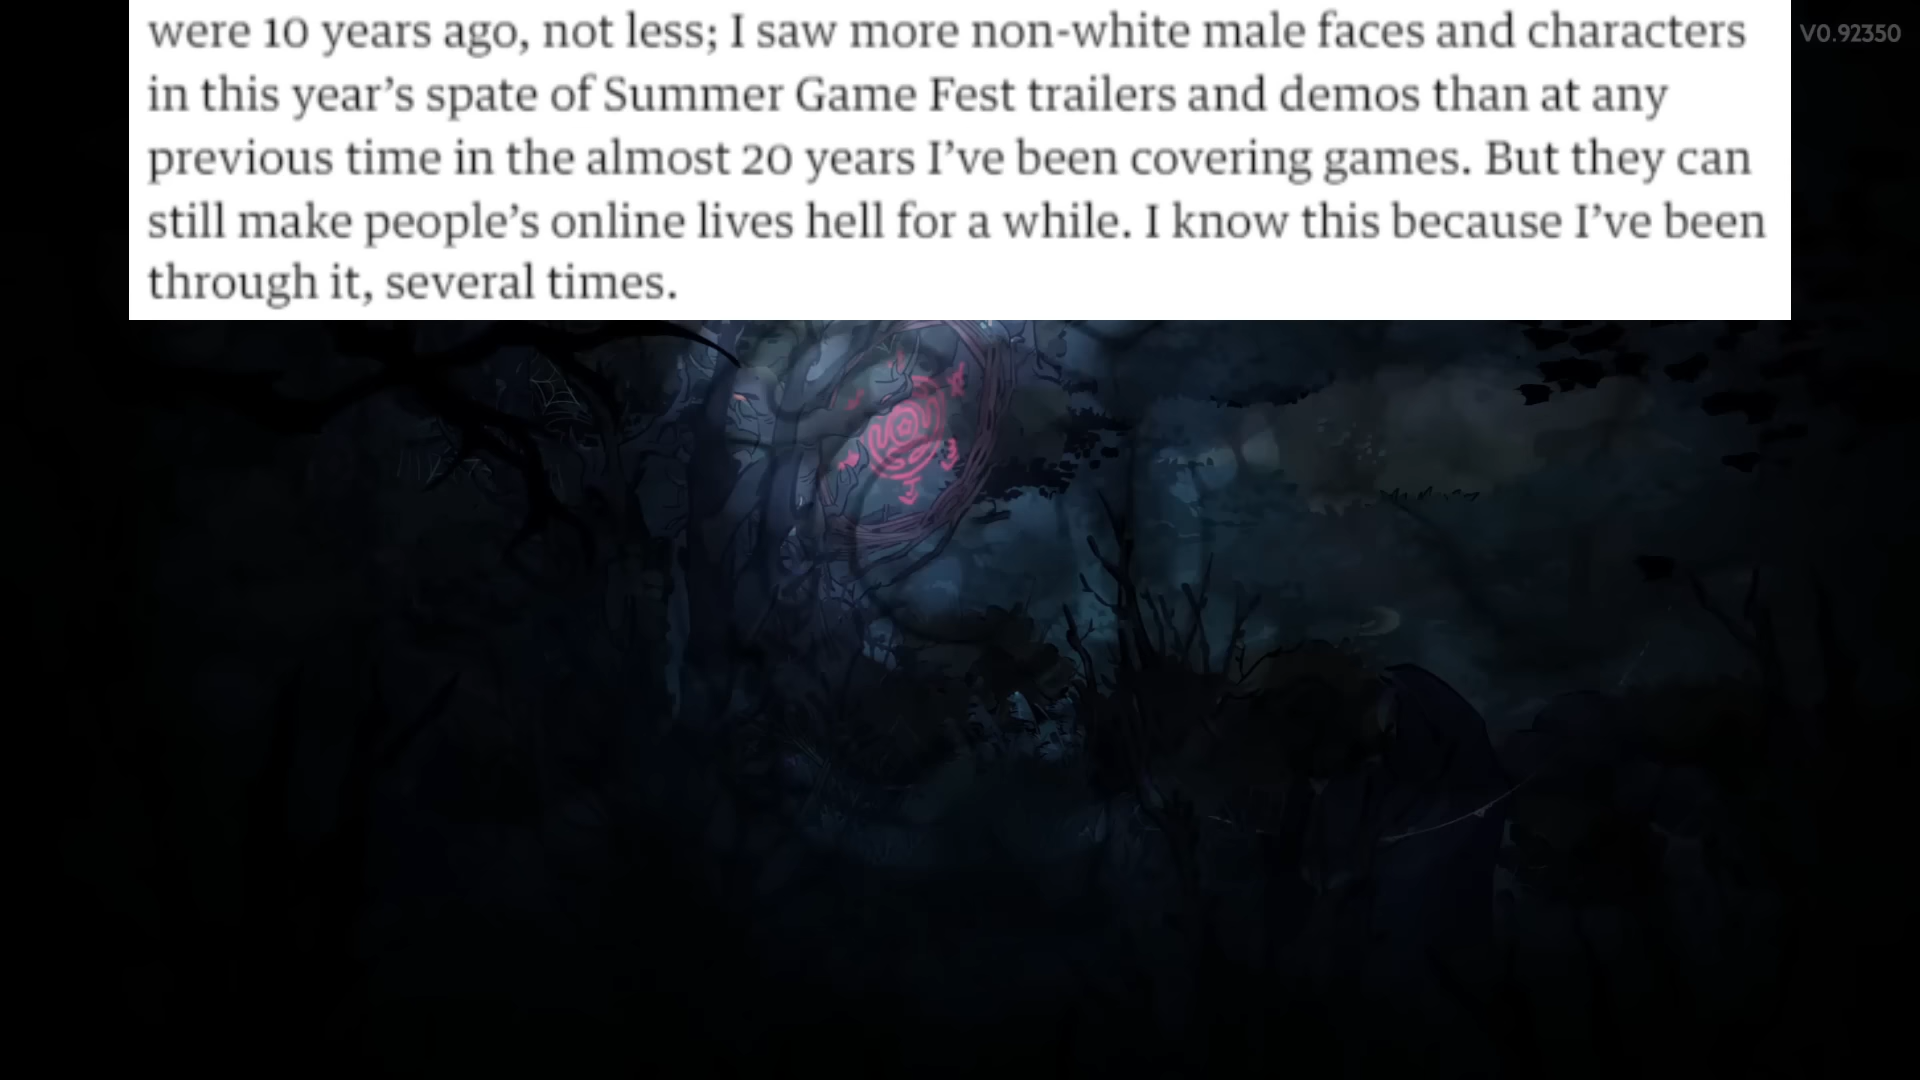 were 10 years ago, not less; I saw more non-white male faces and characters
in this year’s spate of Summer Game Fest trailers and demos than at any
previous time in the almost 20 years I’ve been covering games. But they can
still make people’s online lives hell for a while. I know this because I’ve been
through it, several times.
V0.92350